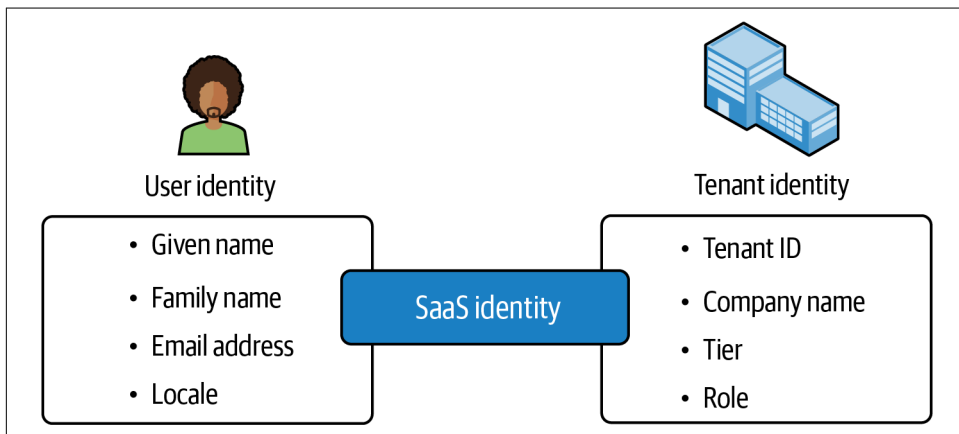 User identity
• Given name
• Family name
• Email address
• Locale
SaaS identity
Tenant identity
• Tenant ID
• Company name
• Tier
• Role